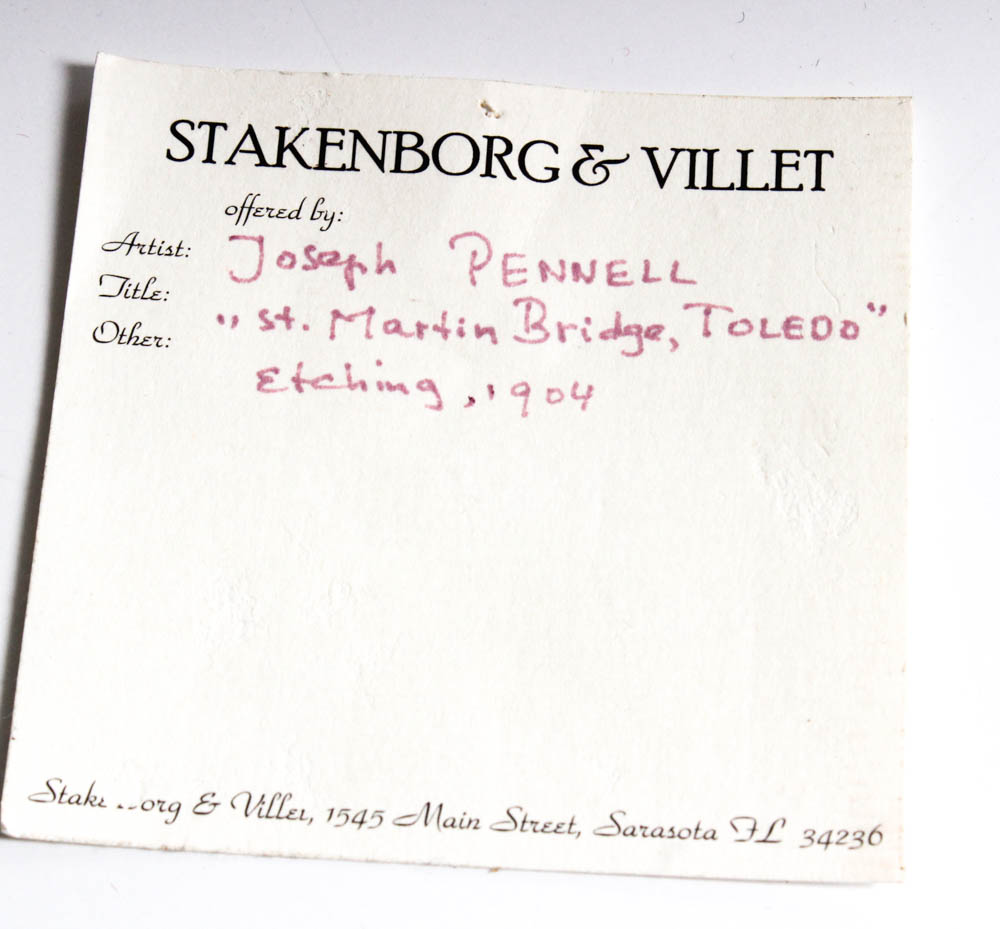 STAKENBORG & VILLET
offered by:
Artist: Joseph PENNELL
Title: "St. Martin Bridge, TOLEDO"
Other: Etching, 1904
& Villet, 1545 Main Street, Sarasota FL 34236